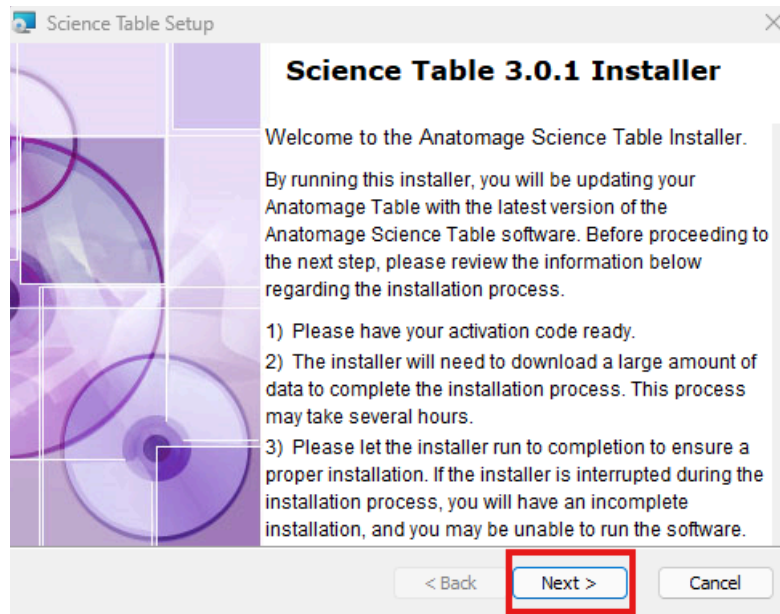 Science Table Setup
Science Table 3.0.1 Installer
Welcome to the Anatomage Science Table Installer.
By running this installer, you will be updating your
Anatomage Table with the latest version of the
Anatomage Science Table software. Before proceeding to
the next step, please review the information below
regarding the installation process.
1) Please have your activation code ready.
2) The installer will need to download a large amount of
data to complete the installation process. This process
may take several hours.
3) Please let the installer run to completion to ensure a
proper installation. If the installer is interrupted during the
installation process, you will have an incomplete
installation, and you may be unable to run the software.
< Back Next > Cancel